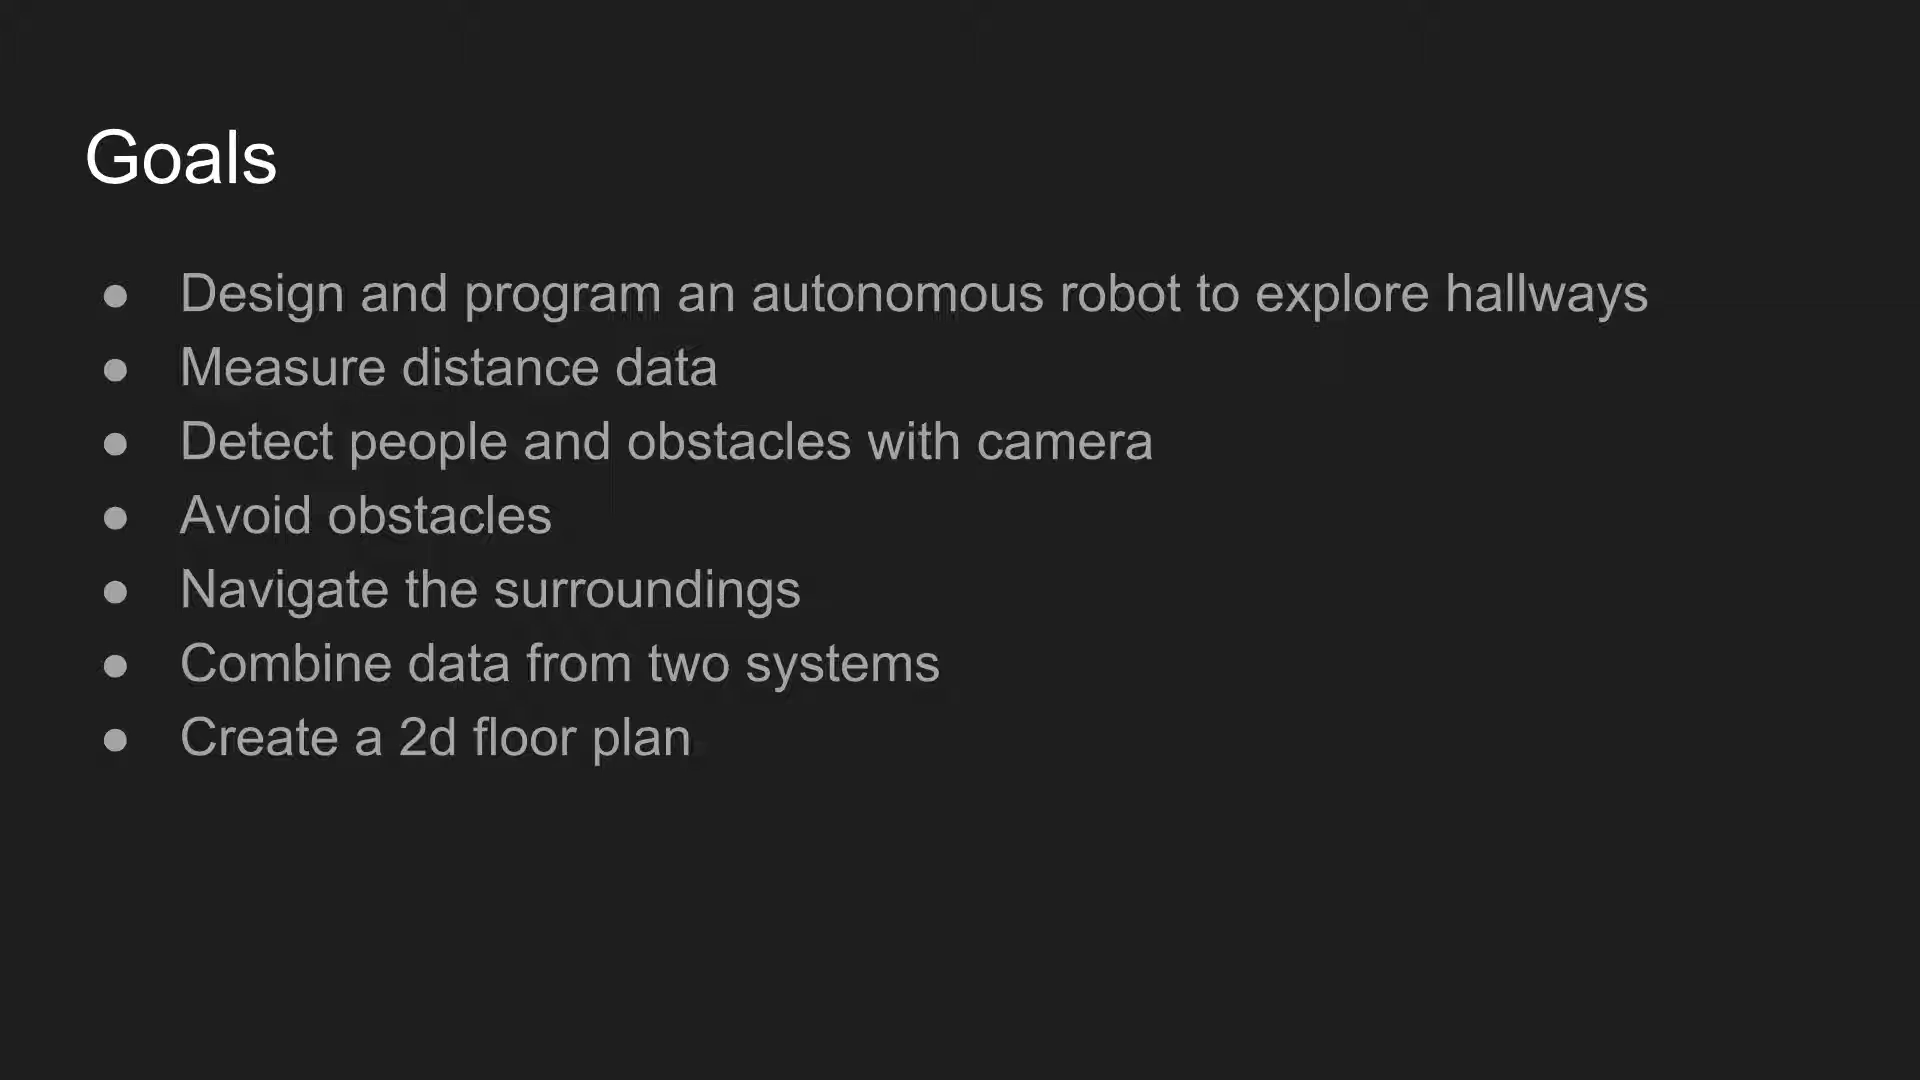 Goals
● Design and program an autonomous robot to explore hallways
● Measure distance data
● Detect people and obstacles with camera
● Avoid obstacles
● Navigate the surroundings
● Combine data from two systems
● Create a 2d floor plan